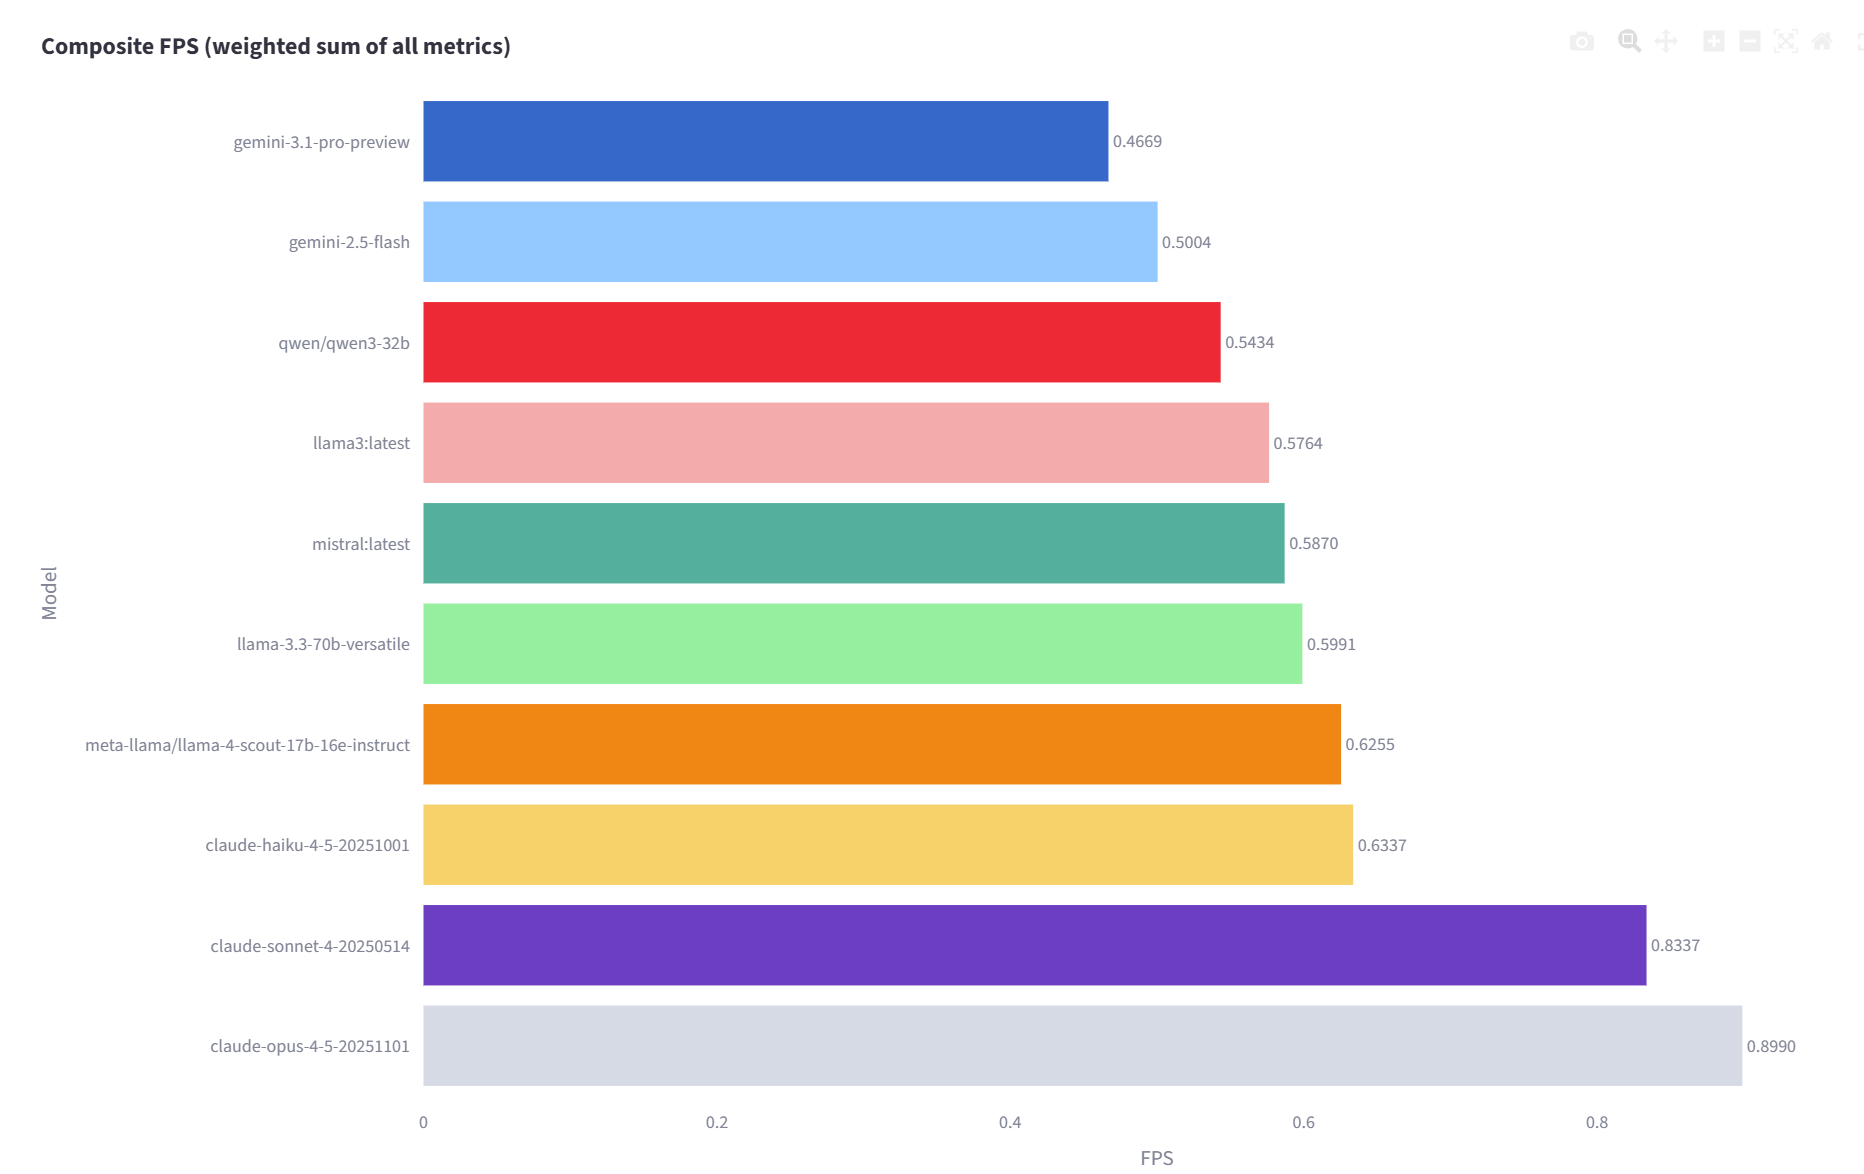 Composite FPS (weighted sum of all metrics)
gemini-3.1-pro-preview 0.4669
gemini-2.5-flash 0.5004
qwen/qwen3-32b 0.5434
llama3:latest 0.5764
mistral:latest 0.5870
Model
llama-3.3-70b-versatile 0.5991
meta-llama/llama-4-scout-17b-16e-instruct 0.6255
claude-haiku-4-5-20251001 0.6337
claude-sonnet-4-20250514 0.8337
claude-opus-4-5-20251101 0.8990
0 0.2 0.4 0.6 0.8
FPS